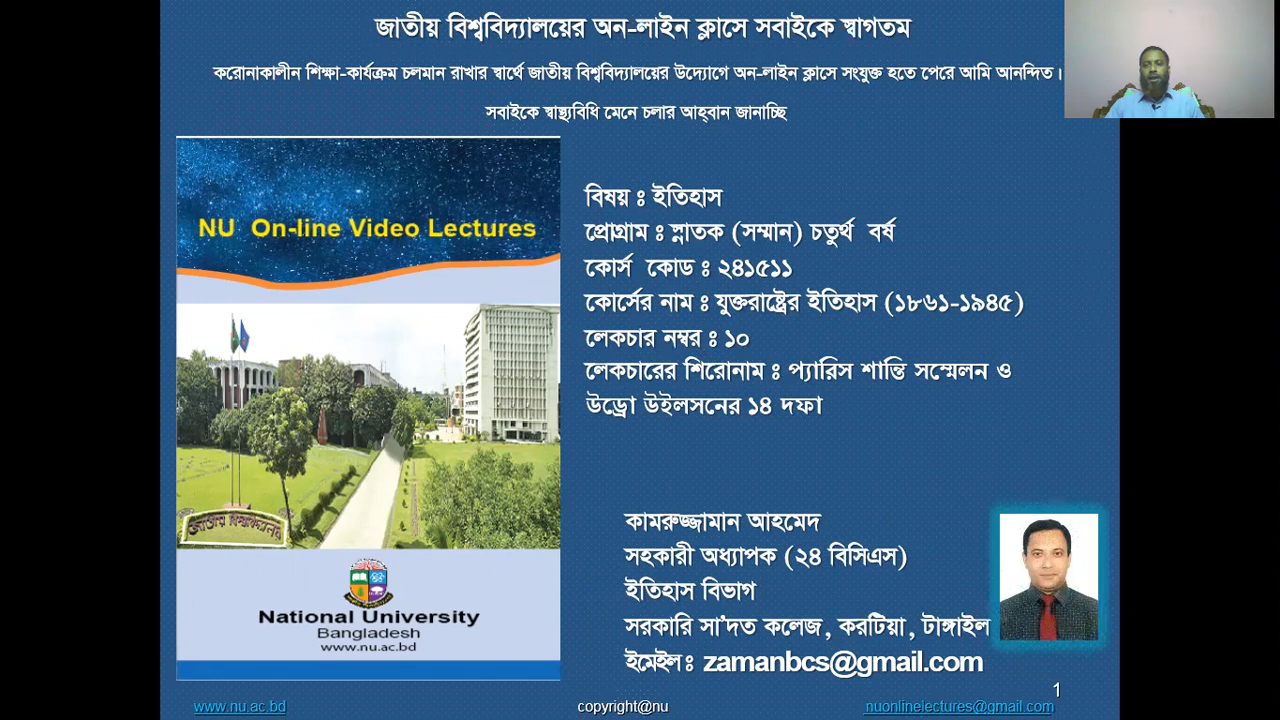 জাতীয় বিশ্ববিদ্যালয়ের অন-লাইন ক্লাসে সবাইকে স্বাগতম
করোনাকালীন শিক্ষা-কার্যক্রম চলমান রাখার স্বার্থে জাতীয় বিশ্ববিদ্যালয়ের উদ্যোগে অন-লাইন ক্লাসে সংযুক্ত হতে পেরে আমি আনন্দিত।
সবাইকে স্বাস্থ্যবিধি মেনে চলার আহ্বান জানাচ্ছি
NU On-line Video Lectures
জাতীয় বিশ্ববিদ্যালয়
National University
Bangladesh
www.nu.ac.bd
বিষয় ঃ ইতিহাস
প্রোগ্রাম ঃ স্নাতক (সম্মান) চতুর্থ বর্ষ
কোর্স কোড ঃ ২৪১৫১১
কোর্সের নাম ঃ যুক্তরাষ্ট্রের ইতিহাস (১৮৬১-১৯৪৫)
লেকচার নম্বর ঃ ১০
লেকচারের শিরোনাম ঃ প্যারিস শান্তি সম্মেলন ও
উড্রো উইলসনের ১৪ দফা
কামরুজ্জামান আহমেদ
সহকারী অধ্যাপক (২৪ বিসিএস)
ইতিহাস বিভাগ
সরকারি সা'দত কলেজ, করটিয়া, টাঙ্গাইল
ইমেইল ঃ zamanbcs@gmail.com
1
www.nu.ac.bd
copyright@nu
nuonlinelectures@gmail.com